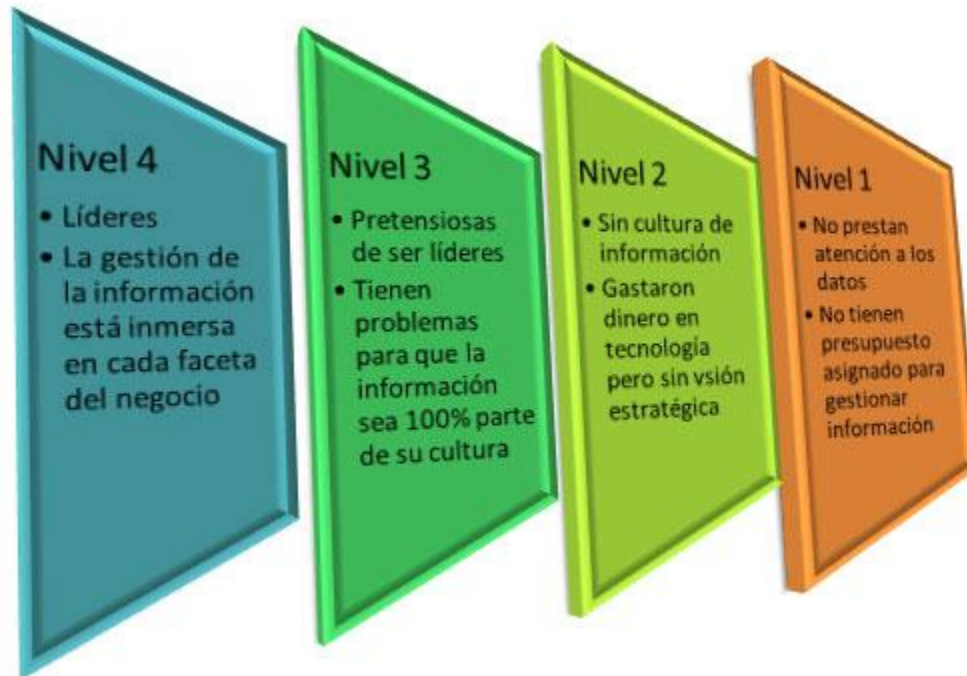 Nivel 4
• Líderes
• La gestión de
la información
está inmersa
en cada faceta
del negocio
Nivel 3
• Pretensiosas
de ser líderes
• Tienen
problemas
para que la
información
sea 100% parte
de su cultura
Nivel 2
• Sin cultura de
información
• Gastaron
dinero en
tecnología
pero sin vsión
estratégica
Nivel 1
• No prestan
atención a los
datos
• No tienen
presupuesto
asignado para
gestionar
información